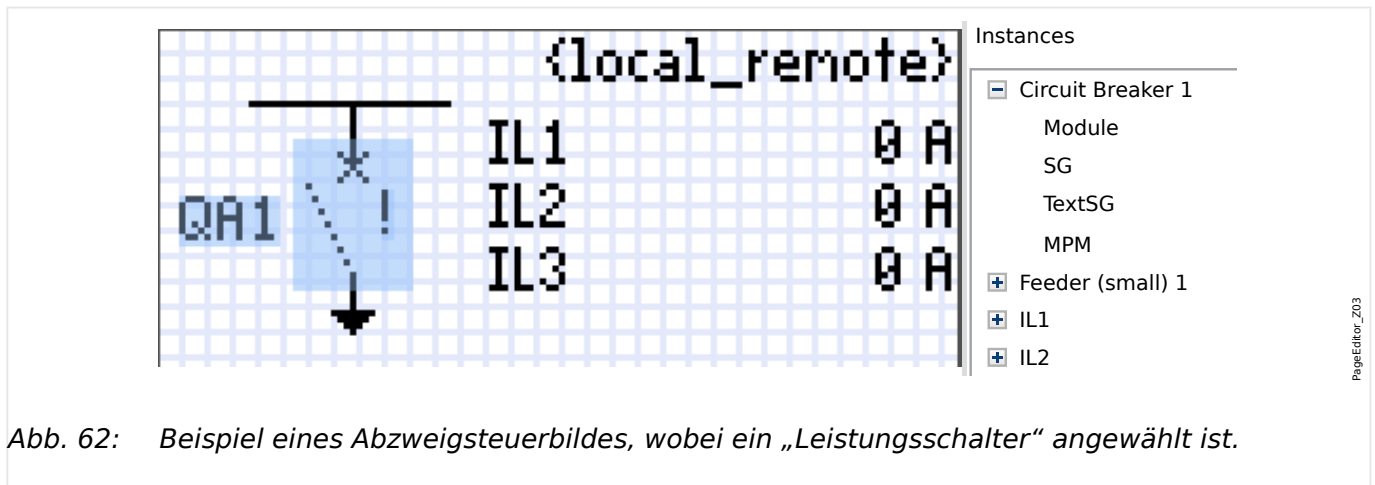 {local_remote}
IL1 0 A
QA1 !
IL2 0 A
IL3 0 A
Instances
Circuit Breaker 1
Module
SG
TextSG
MPM
Feeder (small) 1
IL1
IL2
PageEditor_Z03
Abb. 62: Beispiel eines Abzweigsteuerbildes, wobei ein „Leistungsschalter“ angewählt ist.